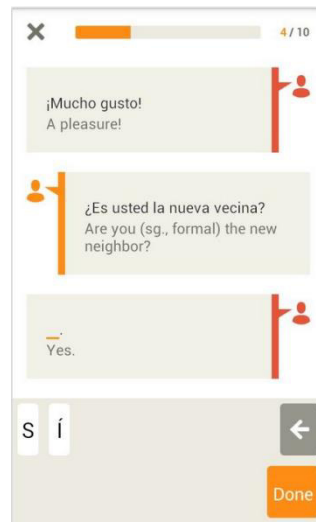 4 / 10
¡Mucho gusto!
A pleasure!
¿Es usted la nueva vecina?
Are you (sg., formal) the new
neighbor?
__.
Yes.
S Í
Done